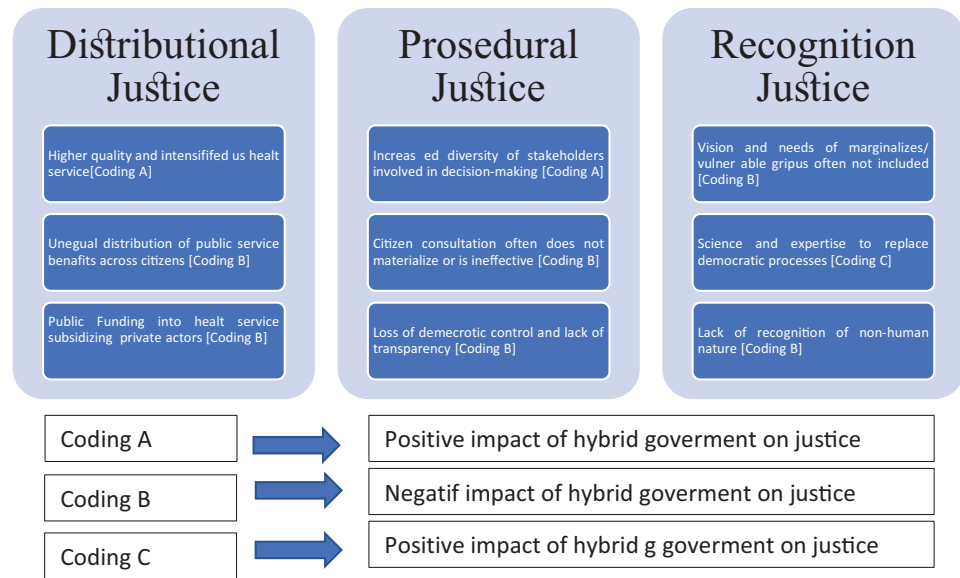 Distributional
Justice
Higher quality and intensififed us healt
service[Coding A]
Unegual distribution of public service
benefits across citizens [Coding B]
Public Funding into healt service
subsidizing private actors [Coding B]
Prosedural
Justice
Increas ed diversity of stakeholders
involved in decision-making [Coding A]
Citizen consultation often does not
materialize or is ineffective [Coding B]
Loss of demecrotic control and lack of
transparency [Coding B]
Recognition
Justice
Vision and needs of marginalizes/
vulner able gripus often not included
[Coding B]
Science and expertise to replace
democratic processes [Coding C]
Lack of recognition of non-human
nature [Coding B]
Coding A
Positive impact of hybrid goverment on justice
Coding B
Negatif impact of hybrid goverment on justice
Coding C
Positive impact of hybrid g goverment on justice